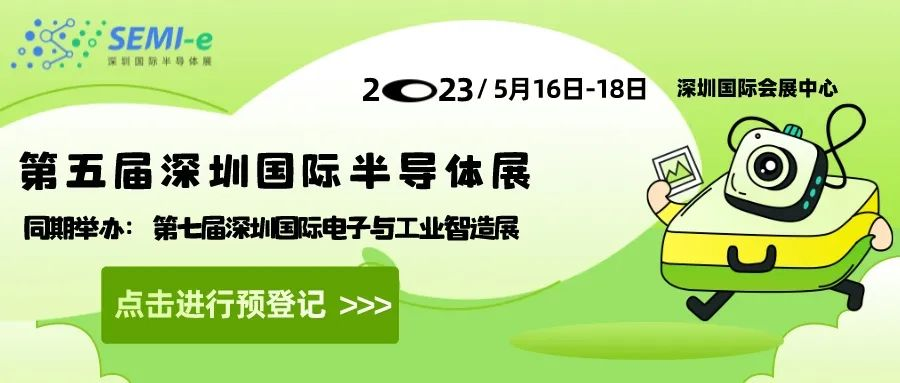 SEMI-e
深圳国际半导体展
2023/5月16日-18日 深圳国际会展中心
第五届深圳国际半导体展
同期举办：第七届深圳国际电子与工业智造展
点击进行预登记 >>>